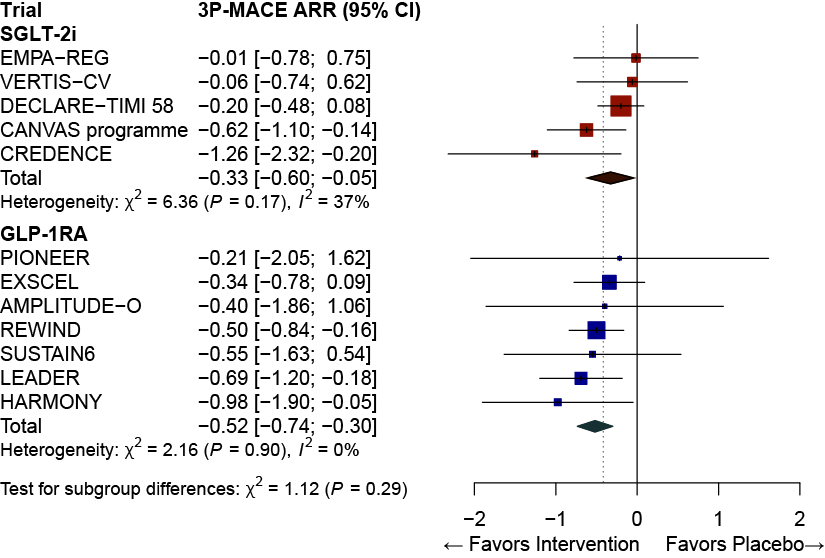 Trial 3P−MACE ARR (95% CI)
SGLT−2i
EMPA−REG −0.01 [−0.78; 0.75]
VERTIS−CV −0.06 [−0.74; 0.62]
DECLARE−TIMI 58 −0.20 [−0.48; 0.08]
CANVAS programme −0.62 [−1.10; −0.14]
CREDENCE −1.26 [−2.32; −0.20]
Total −0.33 [−0.60; −0.05]
Heterogeneity: χ² = 6.36 (P = 0.17), I² = 37%
GLP−1RA
PIONEER −0.21 [−2.05; 1.62]
EXSCEL −0.34 [−0.78; 0.09]
AMPLITUDE−O −0.40 [−1.86; 1.06]
REWIND −0.50 [−0.84; −0.16]
SUSTAIN6 −0.55 [−1.63; 0.54]
LEADER −0.69 [−1.20; −0.18]
HARMONY −0.98 [−1.90; −0.05]
Total −0.52 [−0.74; −0.30]
Heterogeneity: χ² = 2.16 (P = 0.90), I² = 0%
Test for subgroup differences: χ² = 1.12 (P = 0.29)
−2 −1 0 1 2
← Favors Intervention Favors Placebo→